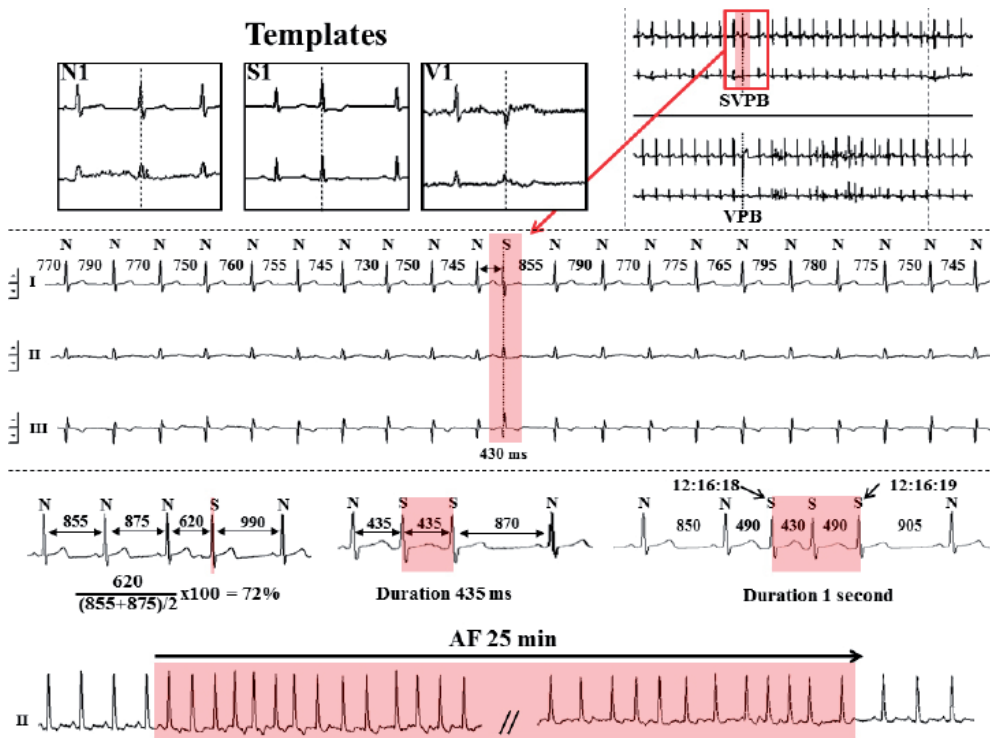 Templates
N1
S1
V1
SVPB
VPB
N N N N N N N N N N S N N N N N N N N N N
770 790 770 750 760 755 745 730 750 745 855 790 770 775 765 795 780 775 750 745
I
II
III
430 ms
N N N S N
855 875 620 990
620
(855+875)/2
x100 = 72%
N S S N
435 435 870
Duration 435 ms
12:16:18 12:16:19
N N S S S N
850 490 430 490 905
Duration 1 second
AF 25 min
II //